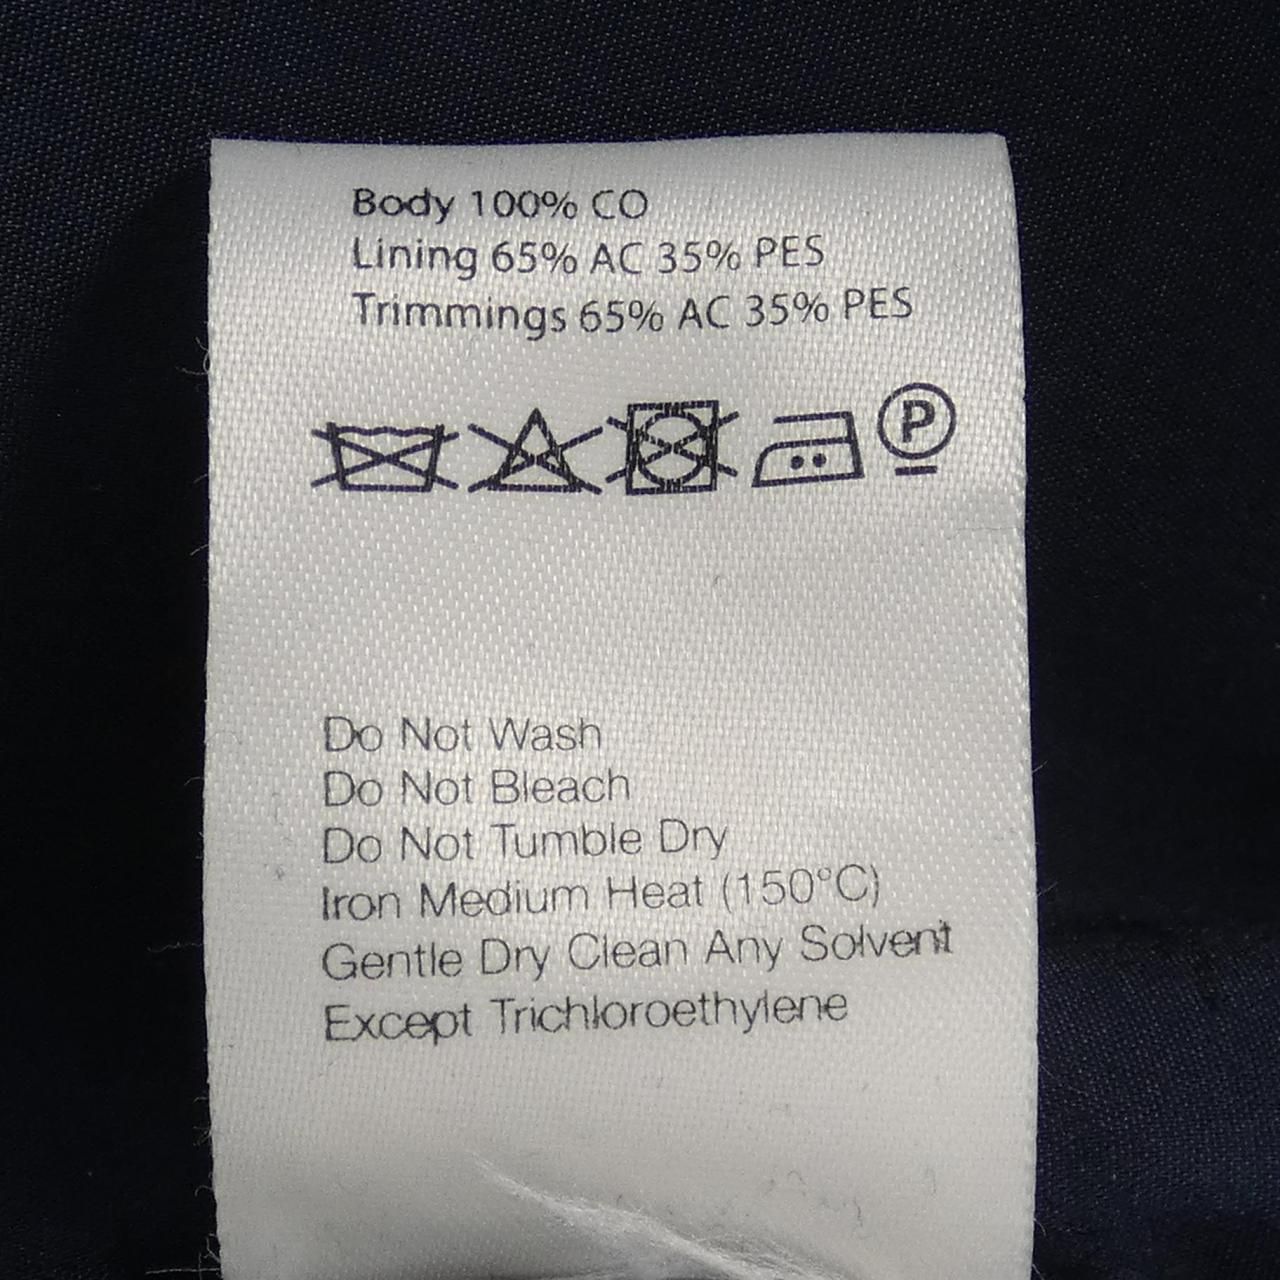 Body 100% CO
Lining 65% AC 35% PES
Trimmings 65% AC 35% PES
P
Do Not Wash
Do Not Bleach
Do Not Tumble Dry
Iron Medium Heat (150°C)
Gentle Dry Clean Any Solvent
Except Trichloroethylene